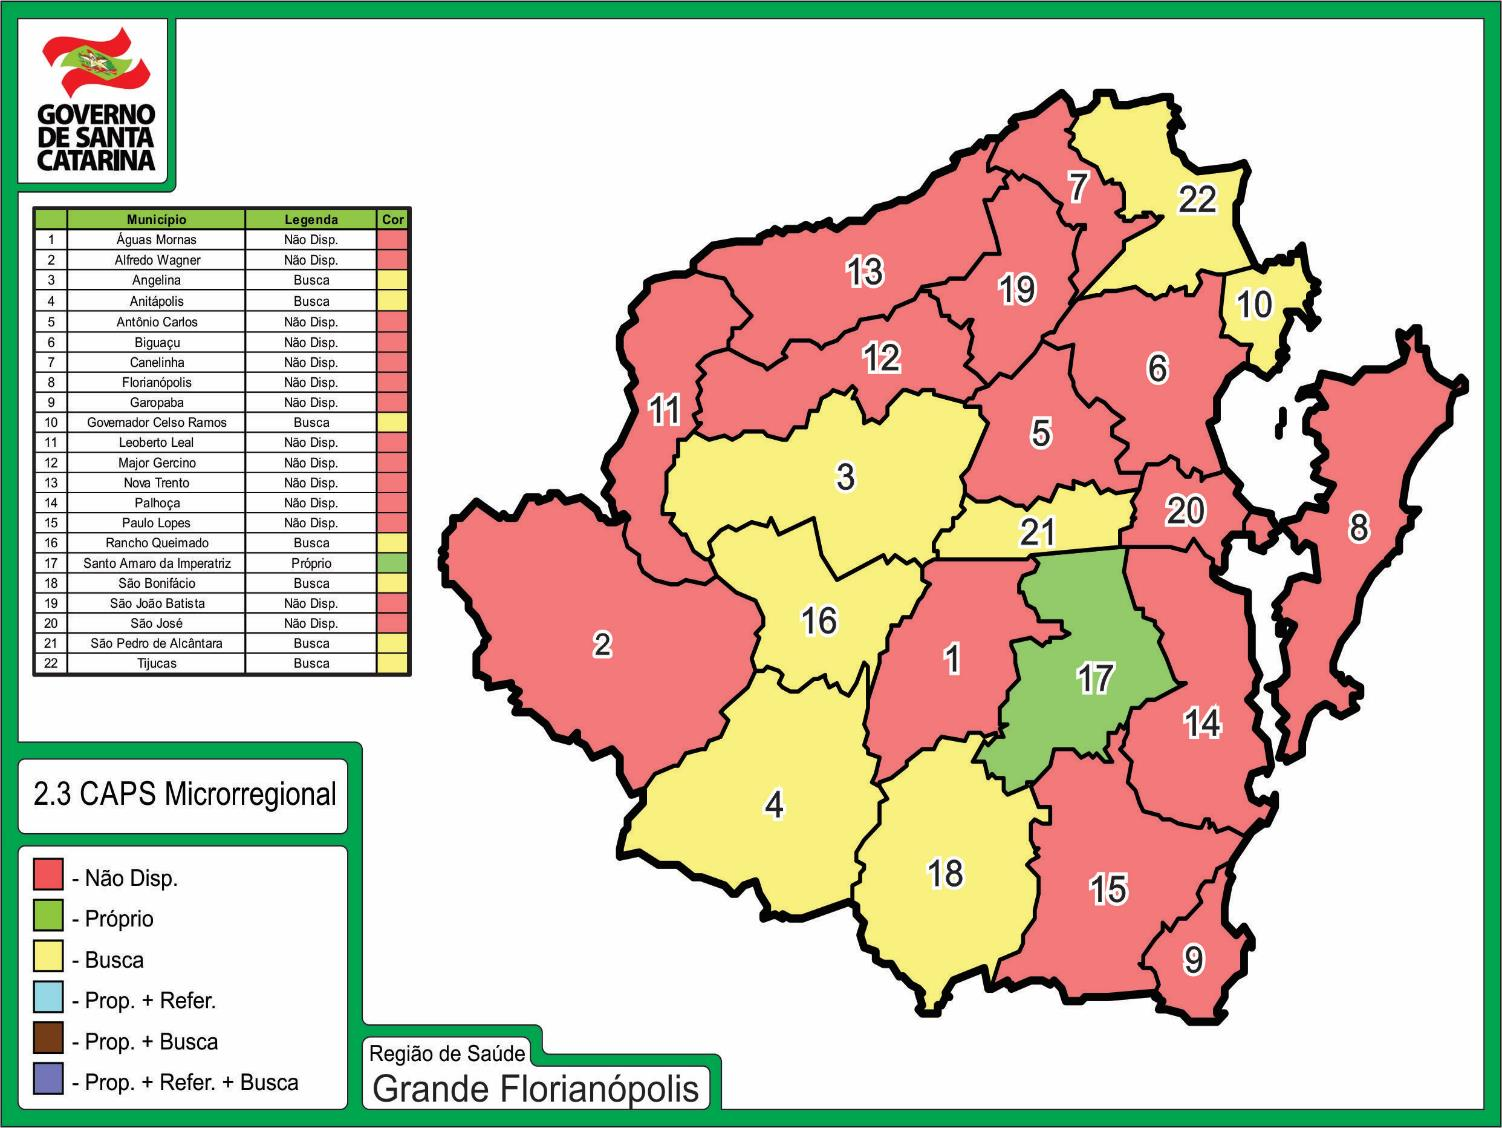 GOVERNO
DE SANTA
CATARINA
Município Legenda Cor
1 Águas Mornas Não Disp.
2 Alfredo Wagner Não Disp.
3 Angelina Busca
4 Anitápolis Busca
5 Antônio Carlos Não Disp.
6 Biguaçu Não Disp.
7 Canelinha Não Disp.
8 Florianópolis Não Disp.
9 Garopaba Não Disp.
10 Governador Celso Ramos Busca
11 Leoberto Leal Não Disp.
12 Major Gercino Não Disp.
13 Nova Trento Não Disp.
14 Palhoça Não Disp.
15 Paulo Lopes Não Disp.
16 Rancho Queimado Busca
17 Santo Amaro da Imperatriz Próprio
18 São Bonifácio Busca
19 São João Batista Não Disp.
20 São José Não Disp.
21 São Pedro de Alcântara Busca
22 Tijucas Busca
7
22
13
19
10
12
6
11
5
3
20
8
21
16
2
1
17
14
4
18
15
9
2.3 CAPS Microrregional
- Não Disp.
- Próprio
- Busca
- Prop. + Refer.
- Prop. + Busca
- Prop. + Refer. + Busca
Região de Saúde
Grande Florianópolis